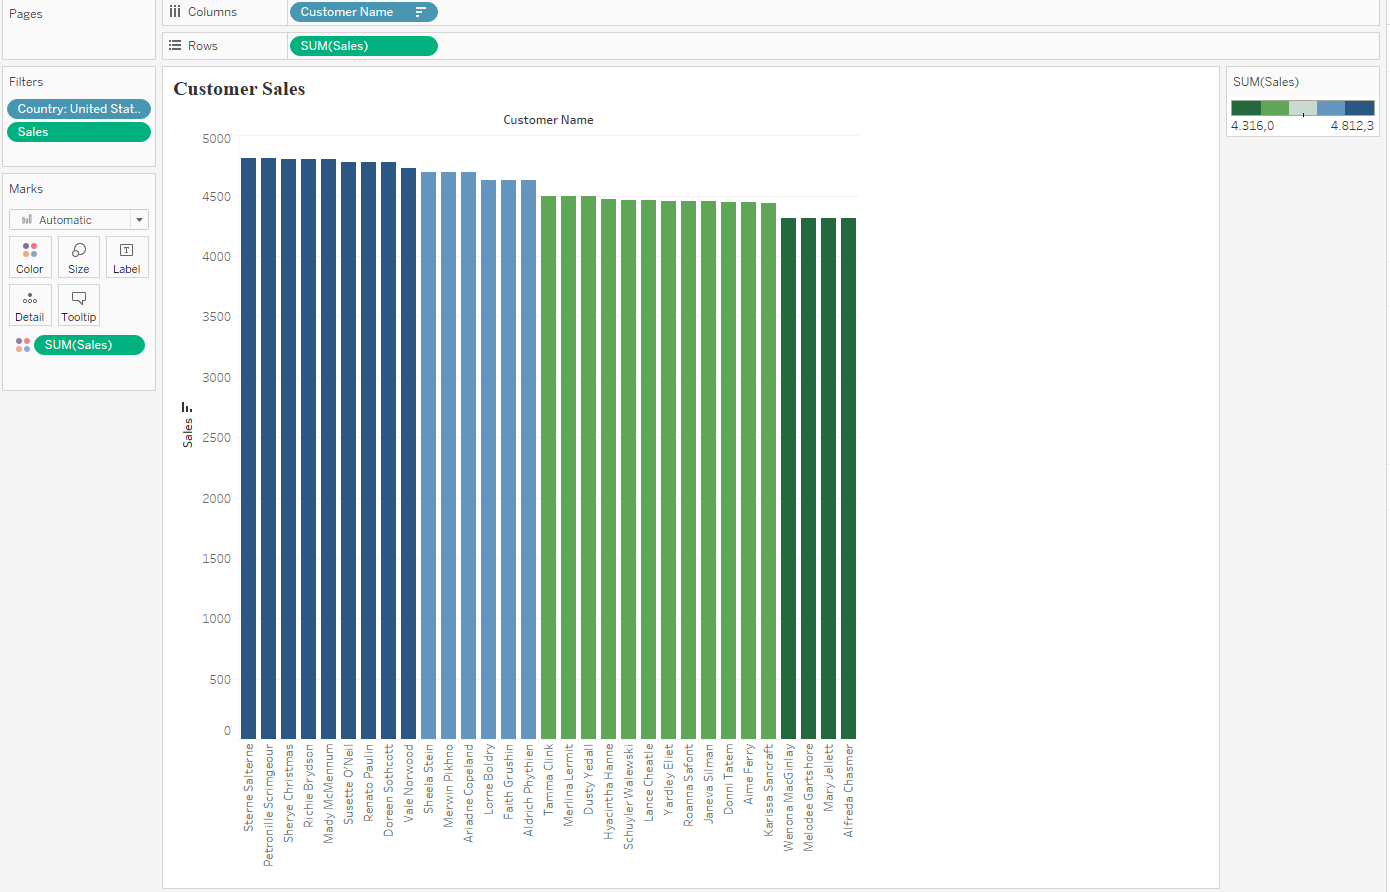 Pages
Columns
Customer Name
Rows
SUM(Sales)
Filters
Country: United Stat..
Sales
Marks
Automatic
Color
Size
Label
Detail
Tooltip
SUM(Sales)
Customer Sales
Customer Name
5000
4500
4000
3500
3000
2500
2000
1500
1000
500
0
Sales
Sterne Salterne
Petronille Scrimgeour
Sherye Christmas
Richie Brydson
Mady McMennum
Susette O'Neil
Renato Paulin
Doreen Sothcott
Vale Norwood
Sheela Stein
Merwin Pikhno
Ariadne Copeland
Lorne Boldry
Faith Grushin
Aldrich Phythien
Tamma Clink
Merlina Lermit
Dusty Yedall
Hyacintha Hanne
Schuyler Walewski
Lance Cheatle
Yardley Eliet
Roanna Safont
Janeva Silman
Donni Tatem
Aime Ferry
Karissa Sancraft
Wenona MacGinlay
Melodee Gartshore
Mary Jellett
Alfreda Chasmer
SUM(Sales)
4.316,0 4.812,3